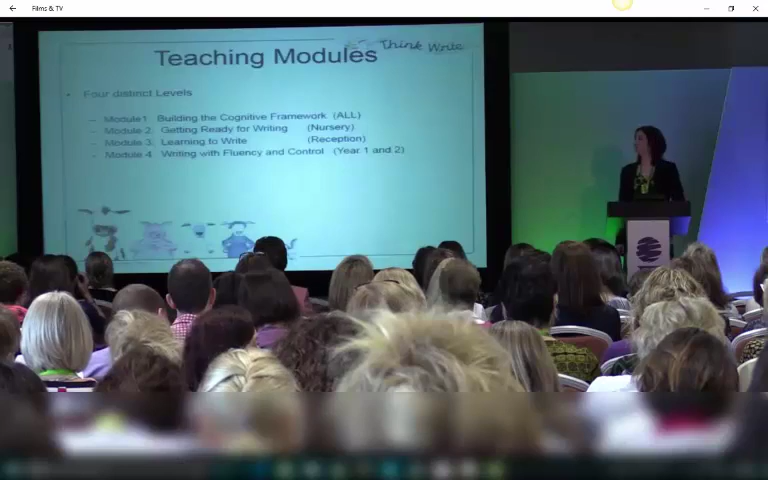 Films & TV
Think Write
Teaching Modules
• Four distinct Levels
– Module1 Building the Cognitive Framework (ALL)
– Module 2. Getting Ready for Writing (Nursery)
– Module 3. Learning to Write (Reception)
– Module 4 Writing with Fluency and Control (Year 1 and 2)